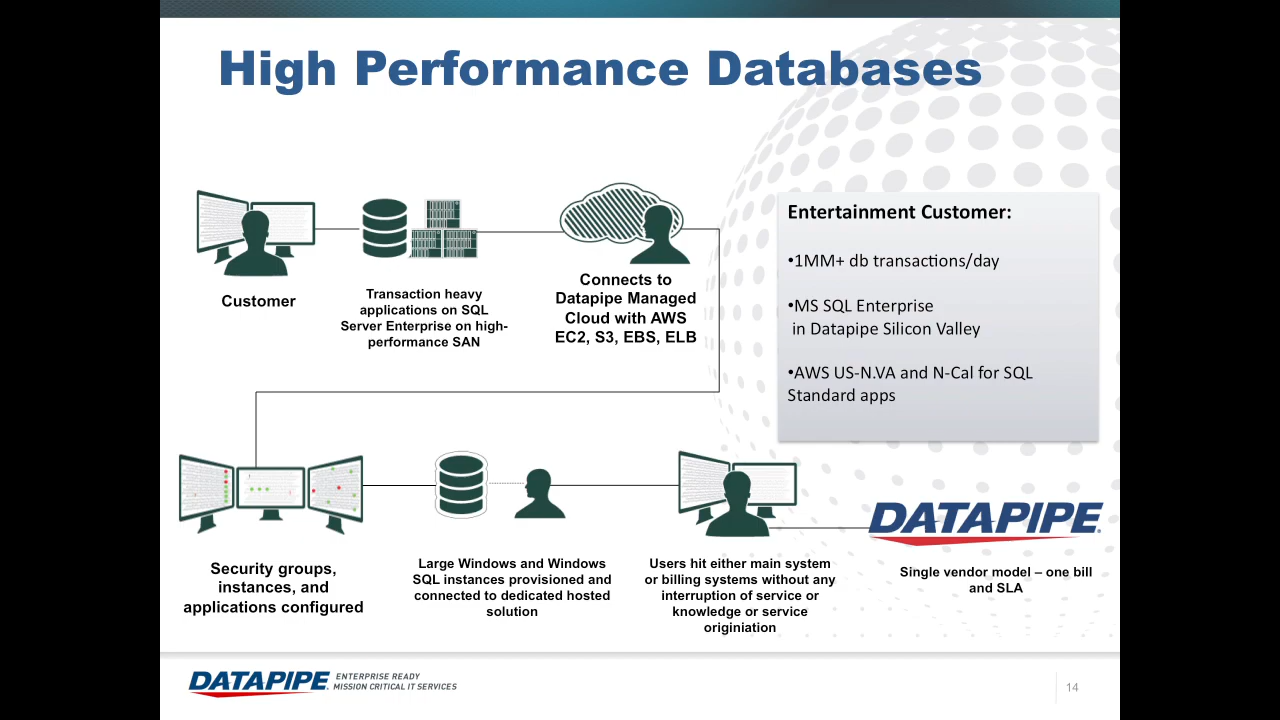 High Performance Databases
Customer
Transaction heavy
applications on SQL
Server Enterprise on high-
performance SAN
Connects to
Datapipe Managed
Cloud with AWS
EC2, S3, EBS, ELB
Entertainment Customer:
•1MM+ db transactions/day
•MS SQL Enterprise
in Datapipe Silicon Valley
•AWS US-N.VA and N-Cal for SQL
Standard apps
Security groups,
instances, and
applications configured
Large Windows and Windows
SQL instances provisioned and
connected to dedicated hosted
solution
Users hit either main system
or billing systems without any
interruption of service or
knowledge or service
originiation
DATAPIPE®
Single vendor model – one bill
and SLA
DATAPIPE®
ENTERPRISE READY
MISSION CRITICAL IT SERVICES
14